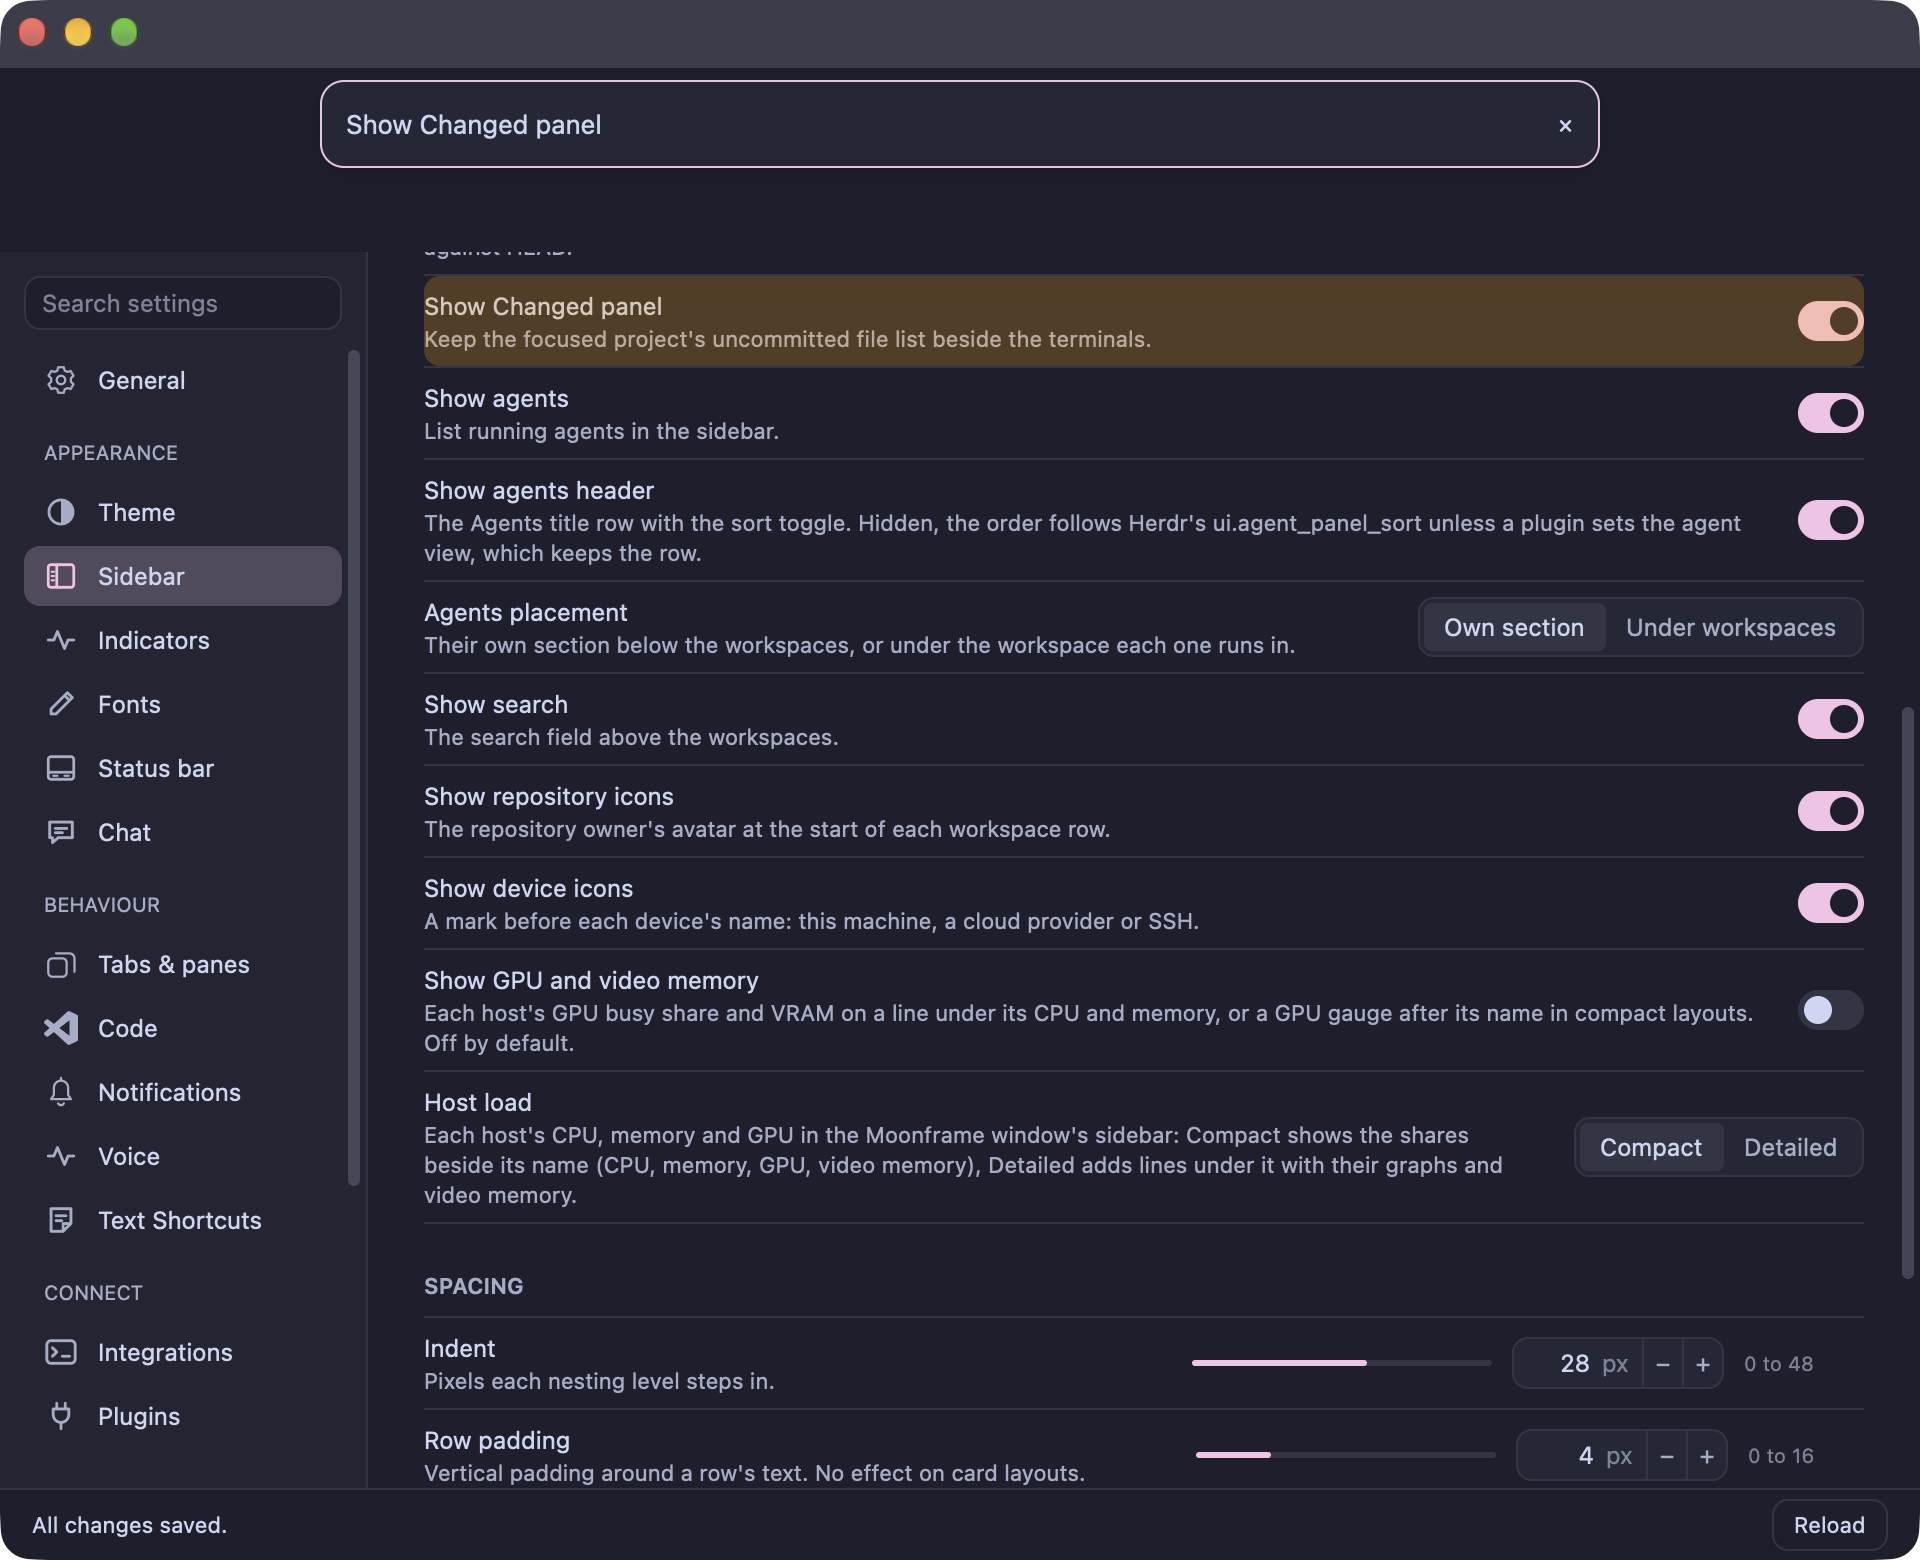 Show Changed panel
×
Search settings
General
APPEARANCE
Theme
Sidebar
Indicators
Fonts
Status bar
Chat
BEHAVIOUR
Tabs & panes
Code
Notifications
Voice
Text Shortcuts
CONNECT
Integrations
Plugins
against HEAD.
Show Changed panel
Keep the focused project's uncommitted file list beside the terminals.
Show agents
List running agents in the sidebar.
Show agents header
The Agents title row with the sort toggle. Hidden, the order follows Herdr's ui.agent_panel_sort unless a plugin sets the agent
view, which keeps the row.
Agents placement
Their own section below the workspaces, or under the workspace each one runs in.
Own section Under workspaces
Show search
The search field above the workspaces.
Show repository icons
The repository owner's avatar at the start of each workspace row.
Show device icons
A mark before each device's name: this machine, a cloud provider or SSH.
Show GPU and video memory
Each host's GPU busy share and VRAM on a line under its CPU and memory, or a GPU gauge after its name in compact layouts.
Off by default.
Host load
Each host's CPU, memory and GPU in the Moonframe window's sidebar: Compact shows the shares
beside its name (CPU, memory, GPU, video memory), Detailed adds lines under it with their graphs and
video memory.
Compact Detailed
SPACING
Indent
Pixels each nesting level steps in.
28 px − + 0 to 48
Row padding
Vertical padding around a row's text. No effect on card layouts.
4 px − + 0 to 16
All changes saved.
Reload